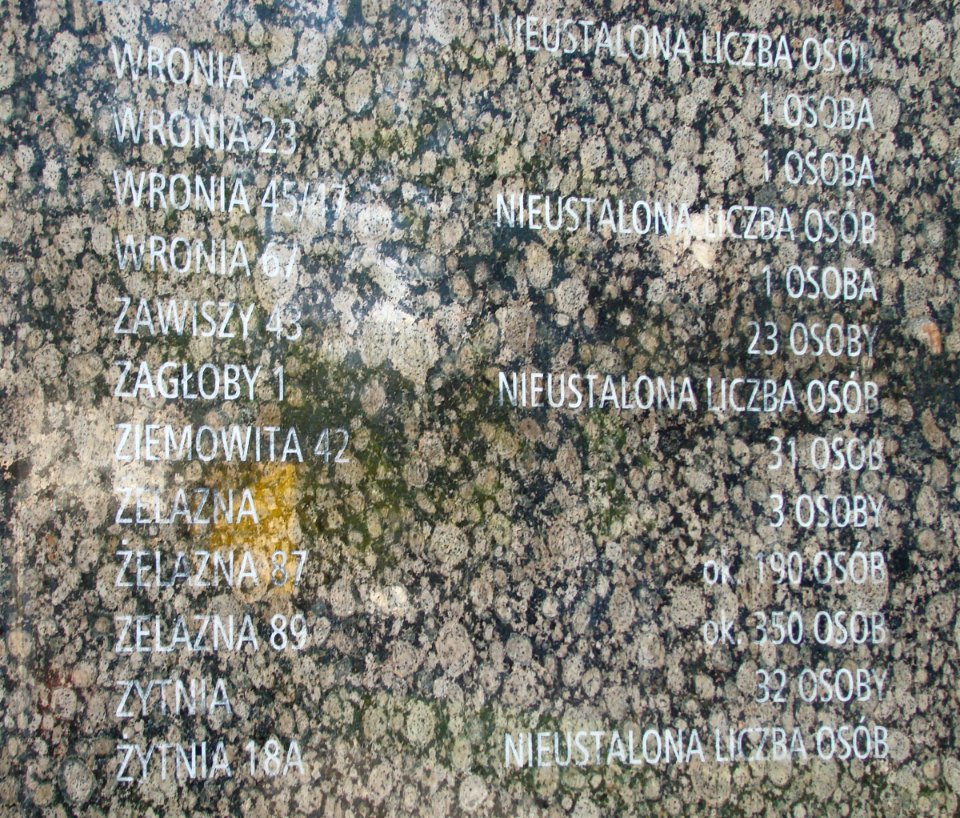 WRONIA
WRONIA 23
WRONIA 45/47
WRONIA 67
ZAWISZY 43
ZAGŁOBY 1
ZIEMOWITA 42
ŻELAZNA
ŻELAZNA 87
ŻELAZNA 89
ŻYTNIA
ŻYTNIA 18A
NIEUSTALONA LICZBA OSÓB
1 OSOBA
1 OSOBA
NIEUSTALONA LICZBA OSÓB
1 OSOBA
23 OSOBY
NIEUSTALONA LICZBA OSÓB
31 OSÓB
3 OSOBY
ok. 190 OSÓB
ok. 350 OSÓB
32 OSOBY
NIEUSTALONA LICZBA OSÓB